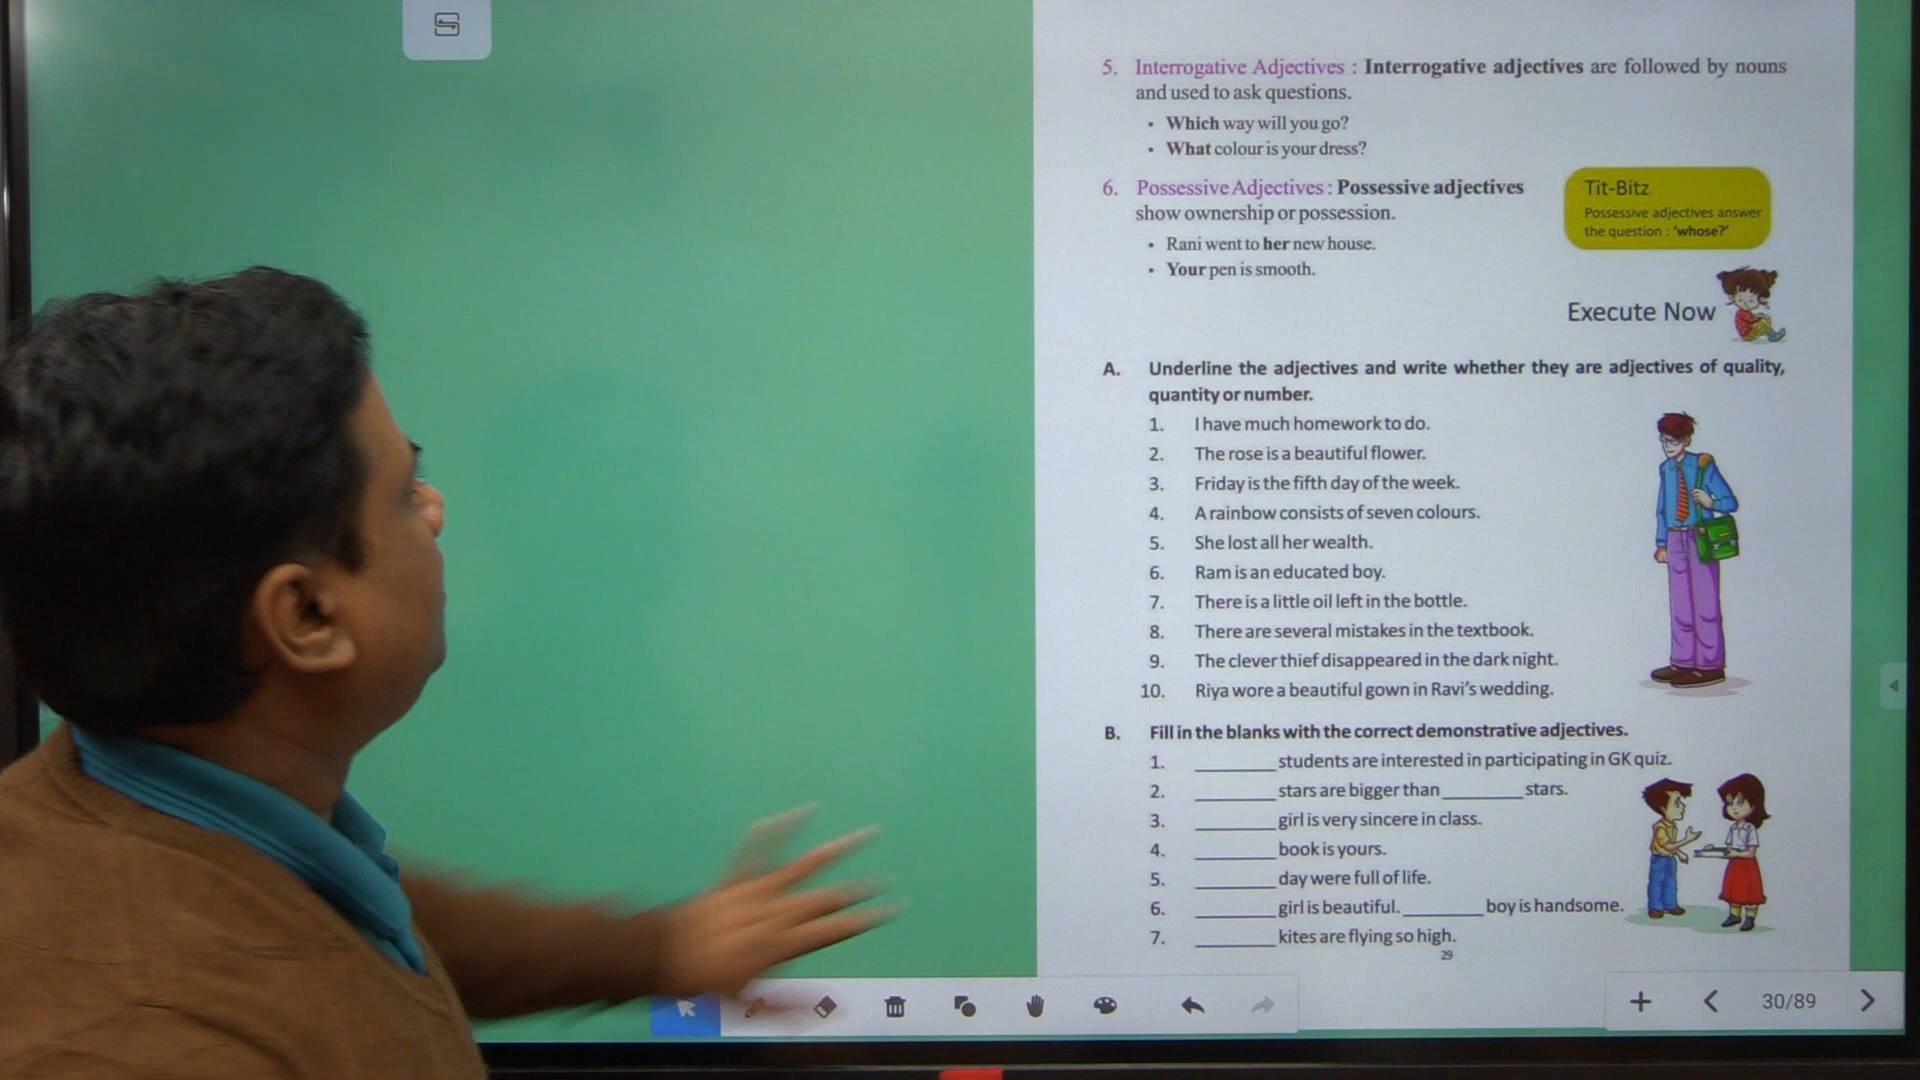 5. Interrogative Adjectives : Interrogative adjectives are followed by nouns
and used to ask questions.
• Which way will you go?
• What colour is your dress?
6. Possessive Adjectives : Possessive adjectives
show ownership or possession.
• Rani went to her new house.
• Your pen is smooth.
Tit-Bitz
Possessive adjectives answer
the question : 'whose?'
Execute Now
A. Underline the adjectives and write whether they are adjectives of quality,
quantity or number.
1. I have much homework to do.
2. The rose is a beautiful flower.
3. Friday is the fifth day of the week.
4. A rainbow consists of seven colours.
5. She lost all her wealth.
6. Ram is an educated boy.
7. There is a little oil left in the bottle.
8. There are several mistakes in the textbook.
9. The clever thief disappeared in the dark night.
10. Riya wore a beautiful gown in Ravi's wedding.
B. Fill in the blanks with the correct demonstrative adjectives.
1. ________ students are interested in participating in GK quiz.
2. ________ stars are bigger than ________ stars.
3. ________ girl is very sincere in class.
4. ________ book is yours.
5. ________ day were full of life.
6. ________ girl is beautiful. ________ boy is handsome.
7. ________ kites are flying so high.
29
30/89